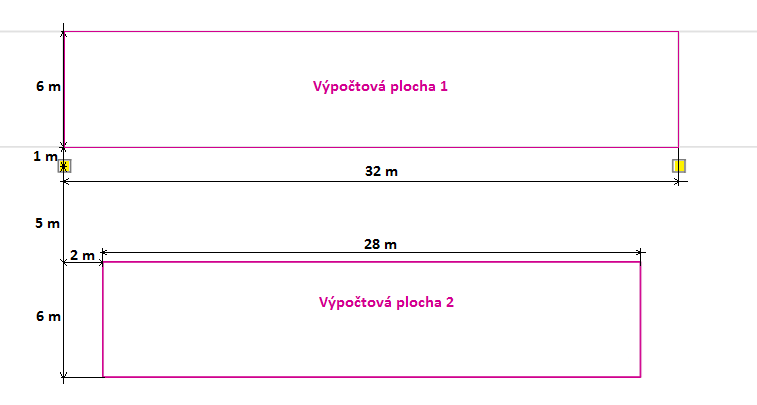 6 m
Výpočtová plocha 1
1 m
32 m
5 m
28 m
2 m
Výpočtová plocha 2
6 m